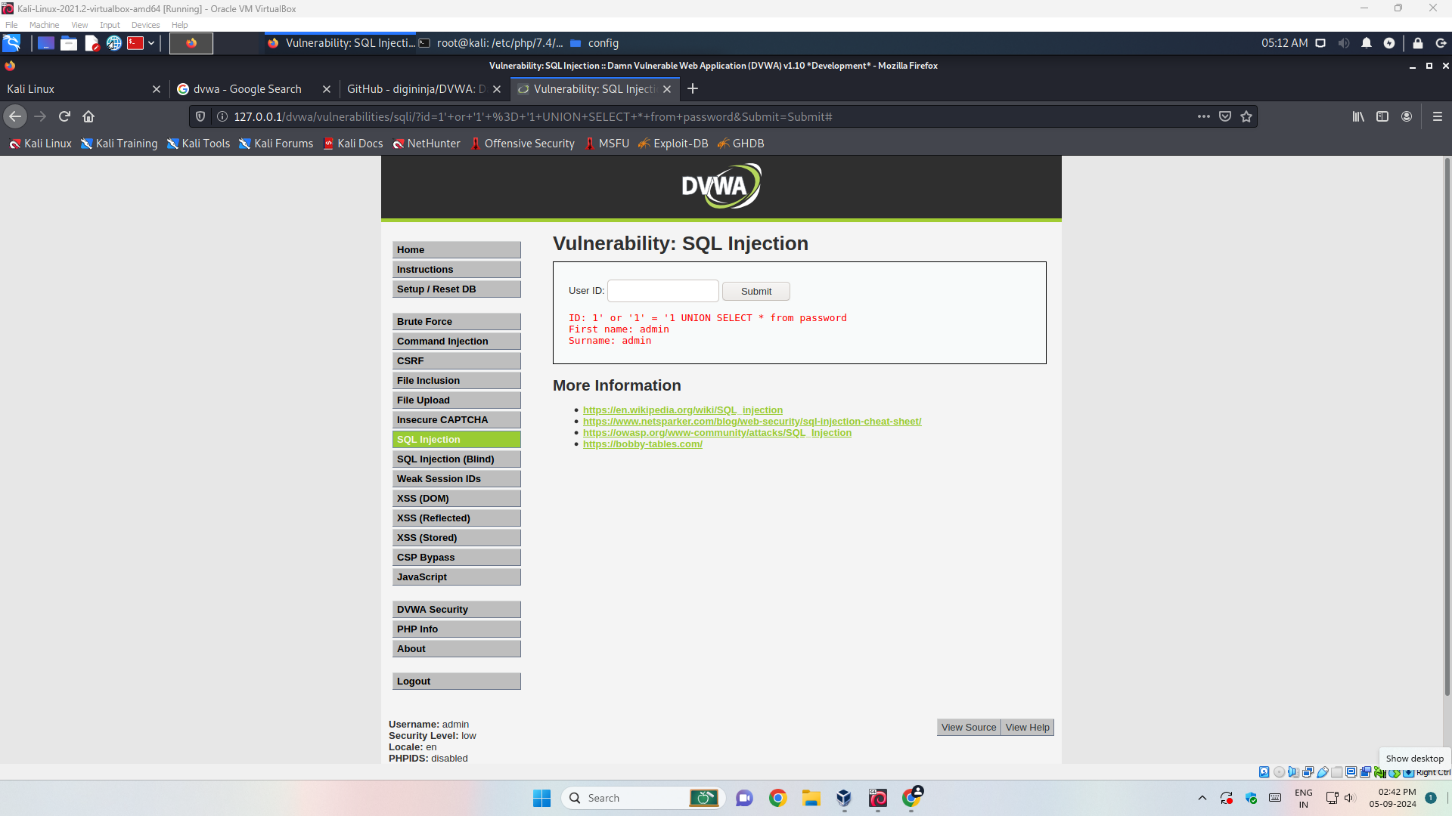 Kali-Linux-2021.2-virtualbox-amd64 [Running] - Oracle VM VirtualBox
File Machine View Input Devices Help
Vulnerability: SQL Injecti... root@kali: /etc/php/7.4/... config 05:12 AM
Vulnerability: SQL Injection :: Damn Vulnerable Web Application (DVWA) v1.10 *Development* - Mozilla Firefox
Kali Linux dvwa - Google Search GitHub - digininja/DVWA: D Vulnerability: SQL Injecti
127.0.0.1/dvwa/vulnerabilities/sqli/?id=1'+or+'1'+%3D+'1+UNION+SELECT+*+from+password&Submit=Submit#
Kali Linux Kali Training Kali Tools Kali Forums Kali Docs NetHunter Offensive Security MSFU Exploit-DB GHDB
DVWA
Vulnerability: SQL Injection
Home
Instructions
Setup / Reset DB
Brute Force
Command Injection
CSRF
File Inclusion
File Upload
Insecure CAPTCHA
SQL Injection
SQL Injection (Blind)
Weak Session IDs
XSS (DOM)
XSS (Reflected)
XSS (Stored)
CSP Bypass
JavaScript
DVWA Security
PHP Info
About
Logout
User ID: Submit
ID: 1' or '1' = '1 UNION SELECT * from password
First name: admin
Surname: admin
More Information
https://en.wikipedia.org/wiki/SQL_injection
https://www.netsparker.com/blog/web-security/sql-injection-cheat-sheet/
https://owasp.org/www-community/attacks/SQL_Injection
https://bobby-tables.com/
Username: admin
Security Level: low
Locale: en
PHPIDS: disabled
View Source View Help
Show desktop
Right Ctrl
Search
ENG
IN
02:42 PM
05-09-2024
1